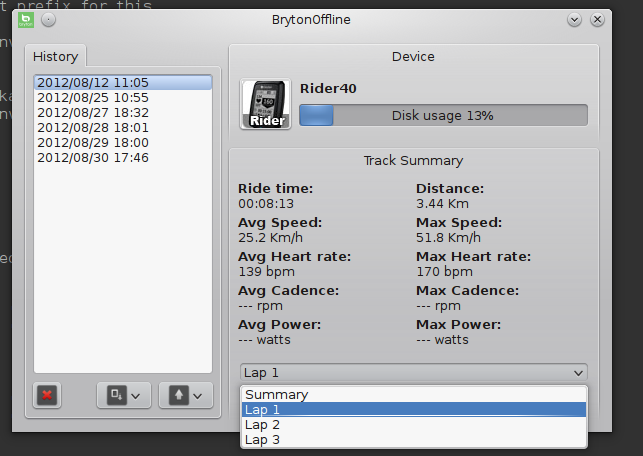 t prefix for this
BrytonOffline
bryton
History
Device
2012/08/12 11:05
2012/08/25 10:55
2012/08/27 18:32
2012/08/28 18:01
2012/08/29 18:00
2012/08/30 17:46
Rider40
Rider
Disk usage 13%
Track Summary
Ride time:
Distance:
00:08:13
3.44 Km
Avg Speed:
Max Speed:
25.2 Km/h
51.8 Km/h
Avg Heart rate:
Max Heart rate:
139 bpm
170 bpm
Avg Cadence:
Max Cadence:
--- rpm
--- rpm
Avg Power:
Max Power:
--- watts
--- watts
Lap 1
Summary
Lap 1
Lap 2
Lap 3